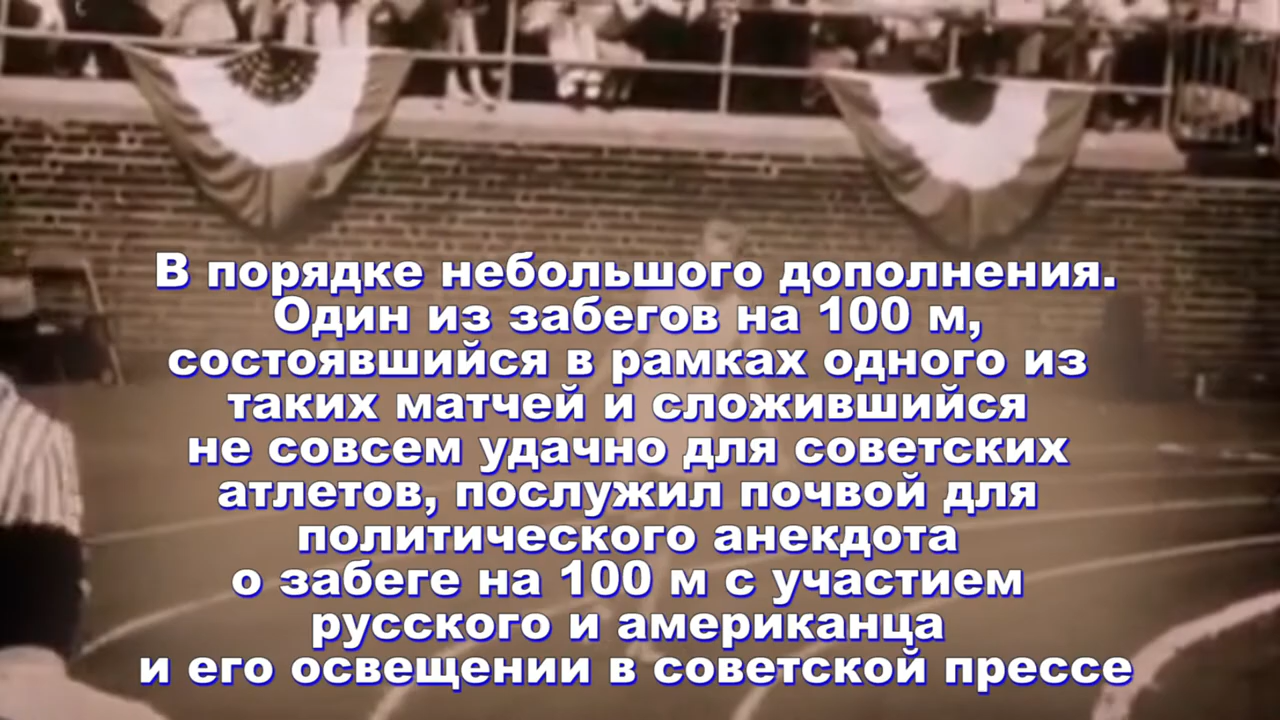 В порядке небольшого дополнения.
Один из забегов на 100 м,
состоявшийся в рамках одного из
таких матчей и сложившийся
не совсем удачно для советских
атлетов, послужил почвой для
политического анекдота
о забеге на 100 м с участием
русского и американца
и его освещении в советской прессе